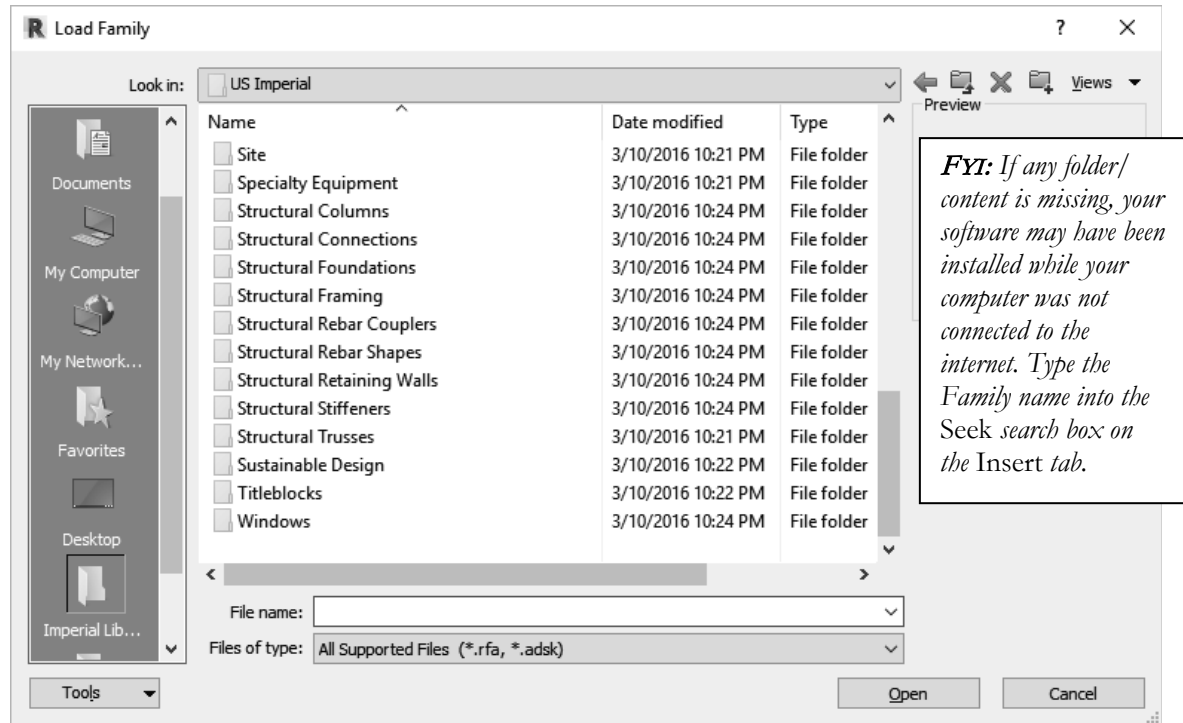 Load Family
?
Look in:
US Imperial
Views
Preview
Name Date modified Type
Site 3/10/2016 10:21 PM File folder
Specialty Equipment 3/10/2016 10:21 PM File folder
Structural Columns 3/10/2016 10:24 PM File folder
Structural Connections 3/10/2016 10:24 PM File folder
Structural Foundations 3/10/2016 10:24 PM File folder
Structural Framing 3/10/2016 10:24 PM File folder
Structural Rebar Couplers 3/10/2016 10:24 PM File folder
Structural Rebar Shapes 3/10/2016 10:24 PM File folder
Structural Retaining Walls 3/10/2016 10:24 PM File folder
Structural Stiffeners 3/10/2016 10:24 PM File folder
Structural Trusses 3/10/2016 10:21 PM File folder
Sustainable Design 3/10/2016 10:22 PM File folder
Titleblocks 3/10/2016 10:22 PM File folder
Windows 3/10/2016 10:24 PM File folder
Documents
My Computer
My Network...
Favorites
Desktop
Imperial Lib...
FYI: If any folder/
content is missing, your
software may have been
installed while your
computer was not
connected to the
internet. Type the
Family name into the
Seek search box on
the Insert tab.
File name:
Files of type: All Supported Files (*.rfa, *.adsk)
Tools
Open
Cancel